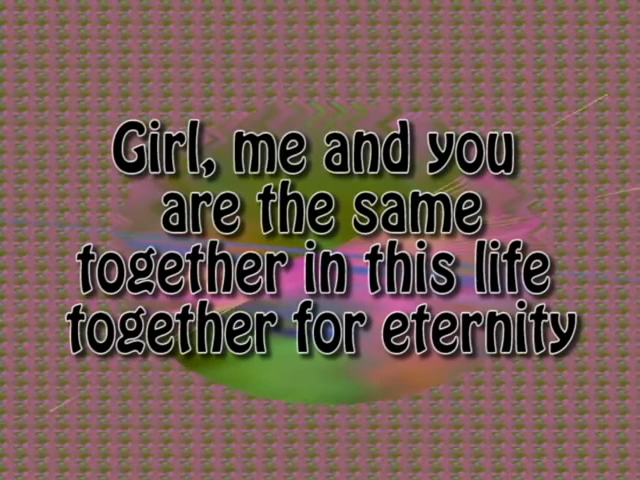 Girl, me and you
are the same
together in this life
together for eternity